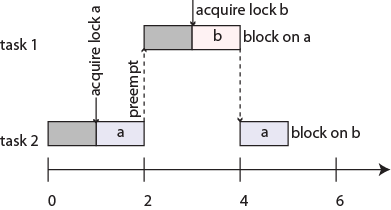 acquire lock b
task 1
b
block on a
acquire lock a
preempt
task 2
a
a
block on b
0
2
4
6